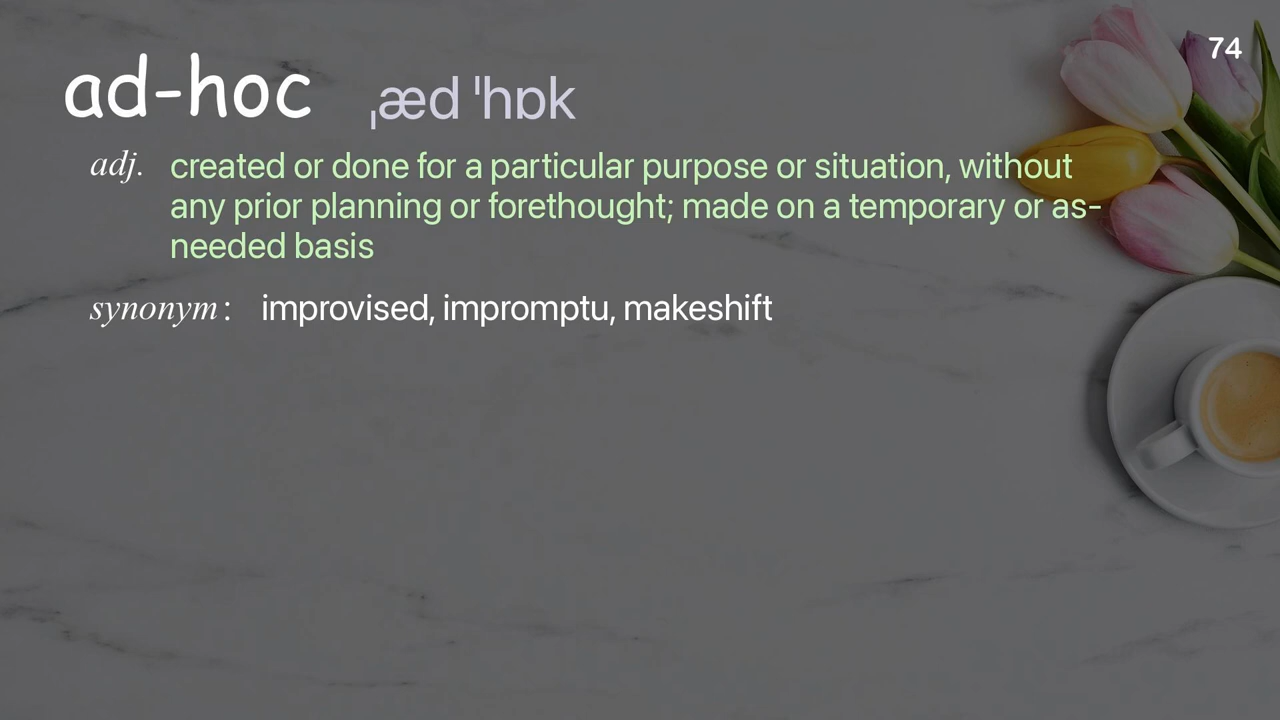 74
ad-hoc ˌæd ˈhɒk
adj. created or done for a particular purpose or situation, without
any prior planning or forethought; made on a temporary or as-
needed basis
synonym : improvised, impromptu, makeshift